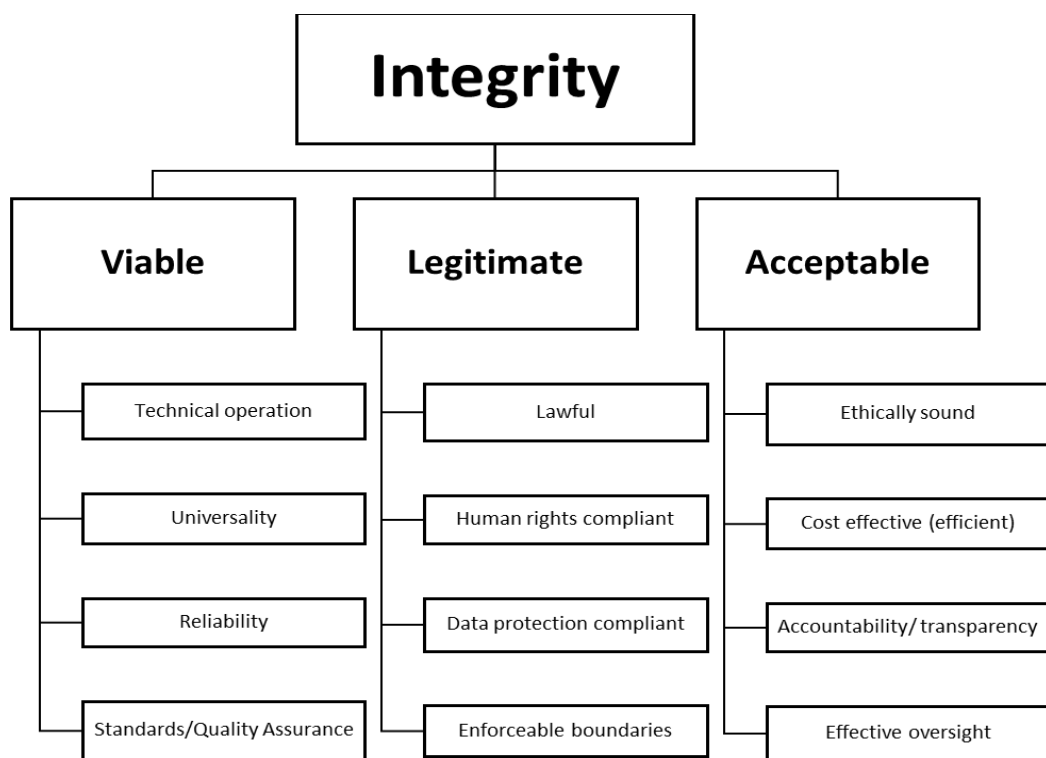 Integrity
Viable
Legitimate
Acceptable
Technical operation
Universality
Reliability
Standards/Quality Assurance
Lawful
Human rights compliant
Data protection compliant
Enforceable boundaries
Ethically sound
Cost effective (efficient)
Accountability/ transparency
Effective oversight